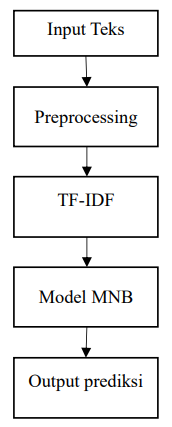 Input Teks
Preprocessing
TF-IDF
Model MNB
Output prediksi